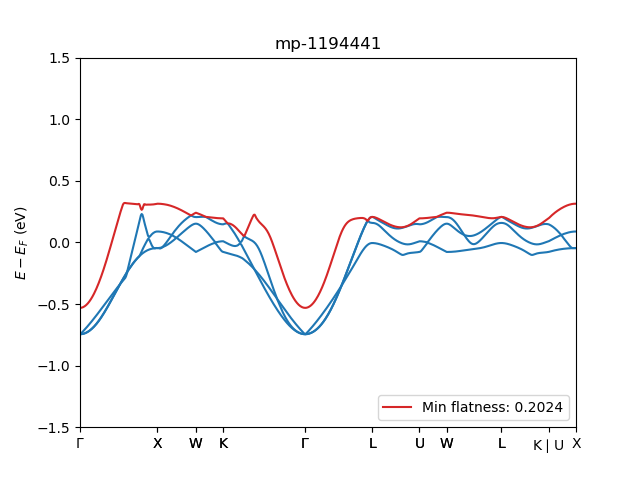 mp-1194441
1.5
1.0
0.5
0.0
−0.5
−1.0
−1.5
E − E_F (eV)
Min flatness: 0.2024
Γ X W K Γ L U W L K | U X